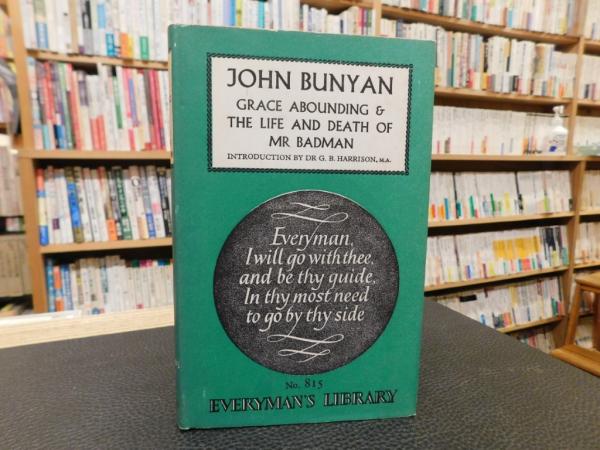 JOHN BUNYAN
GRACE ABOUNDING &
THE LIFE AND DEATH OF
MR BADMAN
INTRODUCTION BY DR G. B. HARRISON, M.A.
Everyman,
I will go with thee,
and be thy guide,
In thy most need
to go by thy side
No. 815
EVERYMAN'S LIBRARY